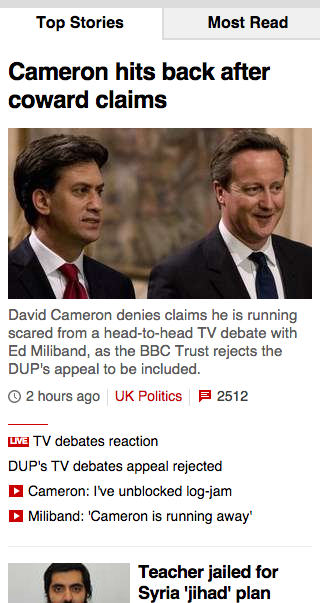 Top Stories
Most Read
Cameron hits back after
coward claims
David Cameron denies claims he is running
scared from a head-to-head TV debate with
Ed Miliband, as the BBC Trust rejects the
DUP's appeal to be included.
2 hours ago
UK Politics
2512
LIVE TV debates reaction
DUP's TV debates appeal rejected
Cameron: I've unblocked log-jam
Miliband: 'Cameron is running away'
Teacher jailed for
Syria 'jihad' plan